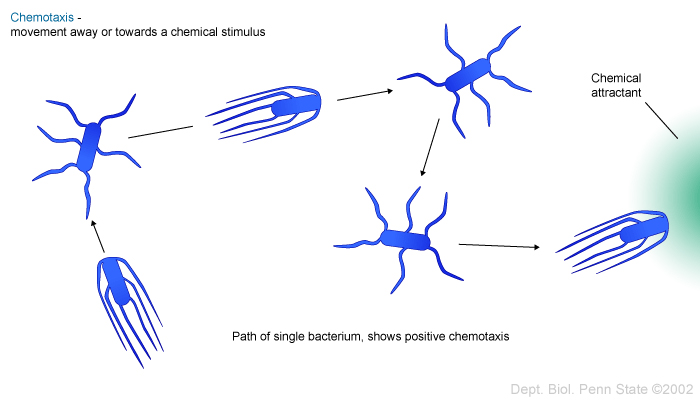 Chemotaxis -
movement away or towards a chemical stimulus
Chemical
attractant
Path of single bacterium, shows positive chemotaxis
Dept. Biol. Penn State ©2002